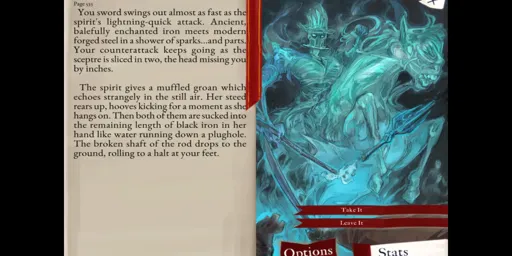 Page 521
You sword swings out almost as fast as the
spirit's lightning-quick attack. Ancient,
balefully enchanted iron meets modern
forged steel in a shower of sparks...and parts.
Your counterattack keeps going as the
sceptre is sliced in two, the head missing you
by inches.
The spirit gives a muffled groan which
echoes strangely in the still air. Her steed
rears up, hooves kicking for a moment as she
hangs on. Then both of them are sucked into
the remaining length of black iron in her
hand like water running down a plughole.
The broken shaft of the rod drops to the
ground, rolling to a halt at your feet.
Take It
Leave It
Options
Stats